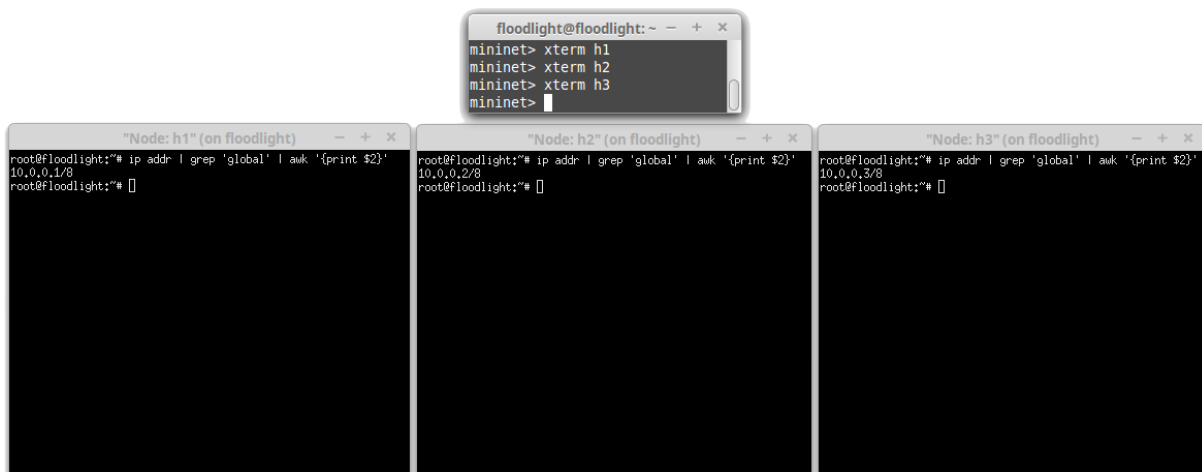 floodlight@floodlight: ~
mininet> xterm h1
mininet> xterm h2
mininet> xterm h3
mininet>
"Node: h1" (on floodlight)
root@floodlight:~# ip addr | grep 'global' | awk '{print $2}'
10.0.0.1/8
root@floodlight:~#
"Node: h2" (on floodlight)
root@floodlight:~# ip addr | grep 'global' | awk '{print $2}'
10.0.0.2/8
root@floodlight:~#
"Node: h3" (on floodlight)
root@floodlight:~# ip addr | grep 'global' | awk '{print $2}'
10.0.0.3/8
root@floodlight:~#